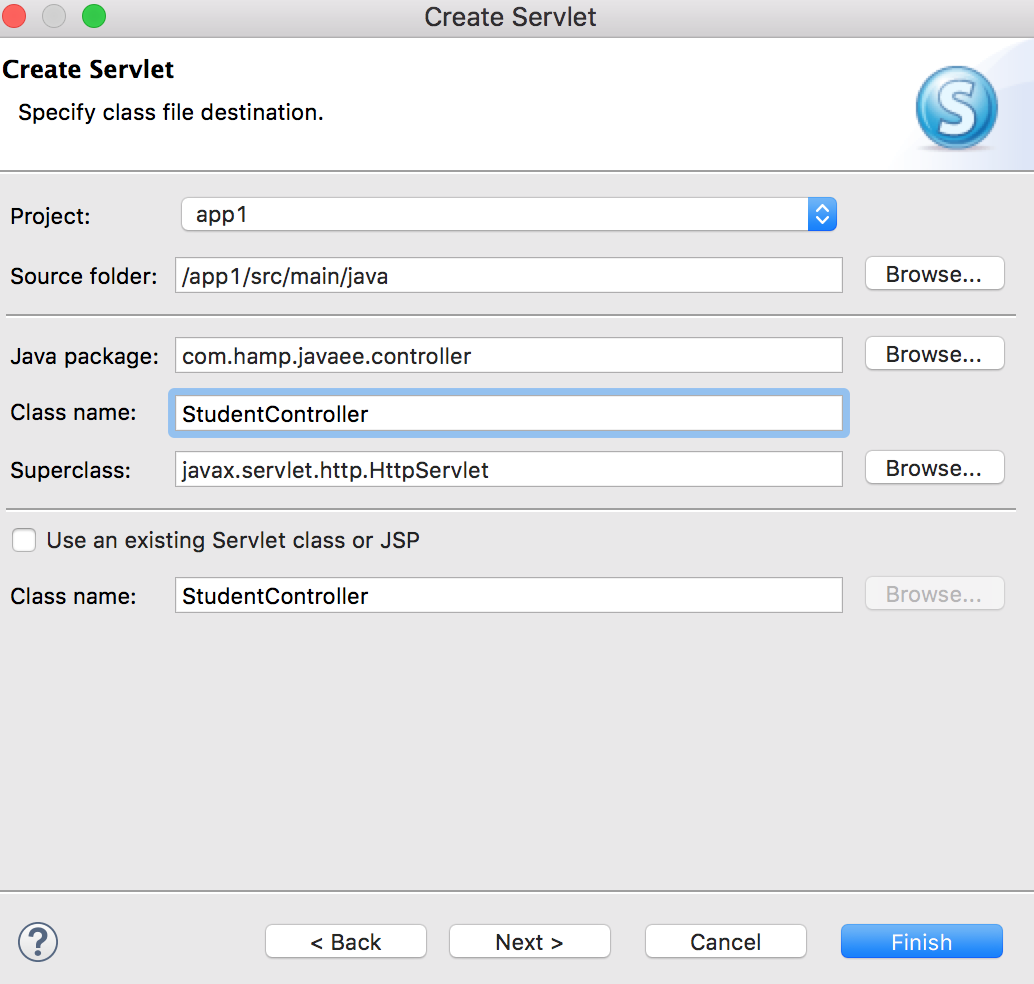 Create Servlet
Create Servlet
Specify class file destination.
S
Project: app1
Source folder: /app1/src/main/java Browse...
Java package: com.hamp.javaee.controller Browse...
Class name: StudentController
Superclass: javax.servlet.http.HttpServlet Browse...
Use an existing Servlet class or JSP
Class name: StudentController Browse...
? < Back Next > Cancel Finish